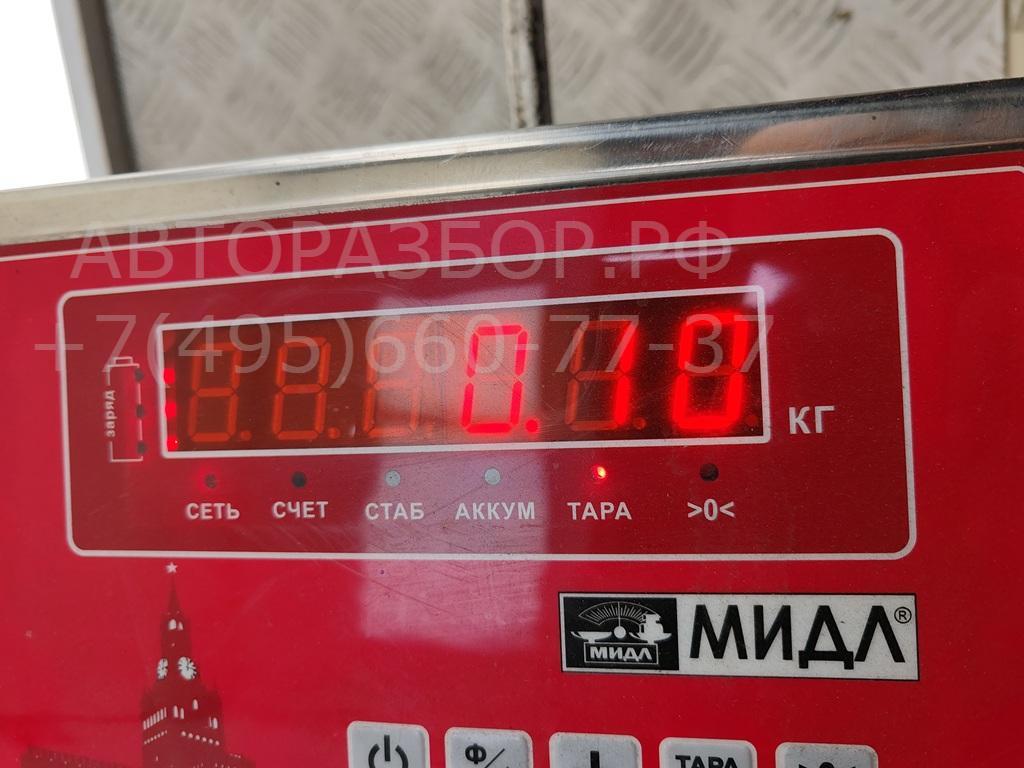 АВТОРАЗБОР.РФ
+7(495)660-77-37
заряд
0.10 КГ
СЕТЬ СЧЕТ СТАБ АККУМ ТАРА >0<
МИДЛ МИДЛ®
Ф/
ТАРА >0<